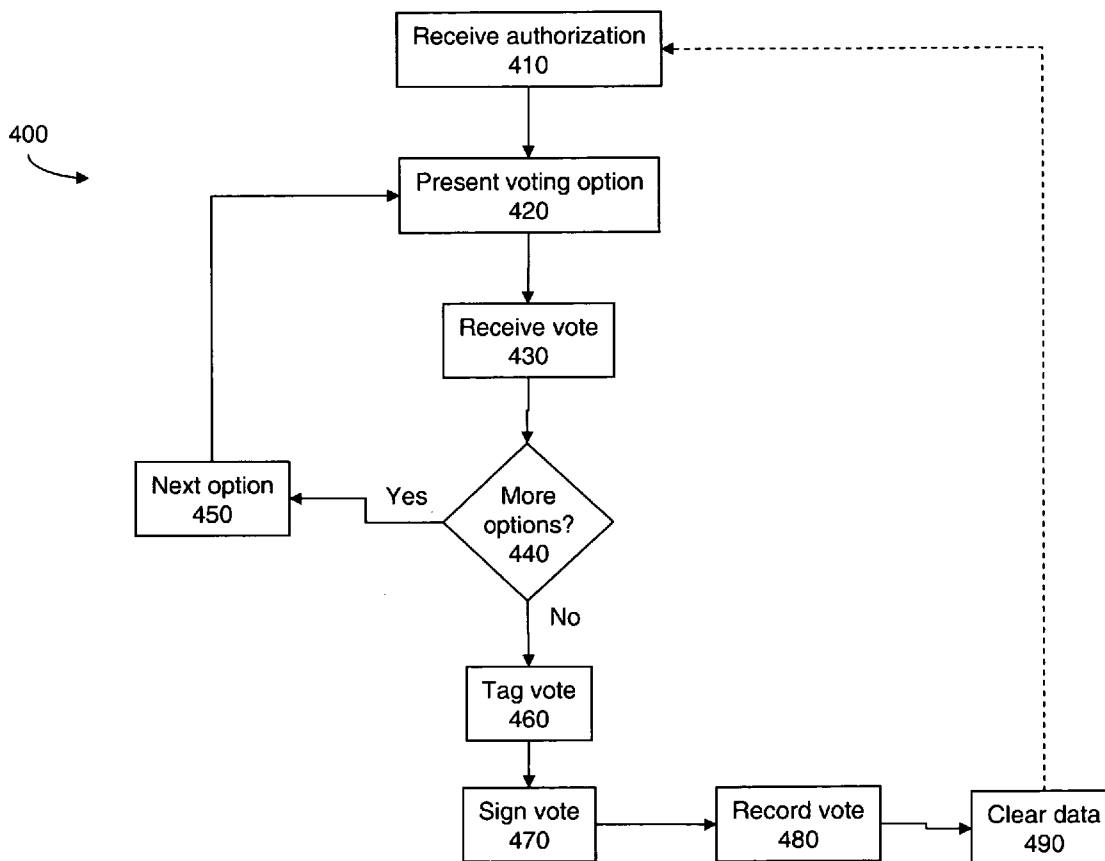 Receive authorization
410
400
Present voting option
420
Receive vote
430
Next option
450
Yes
More
options?
440
No
Tag vote
460
Sign vote
470
Record vote
480
Clear data
490